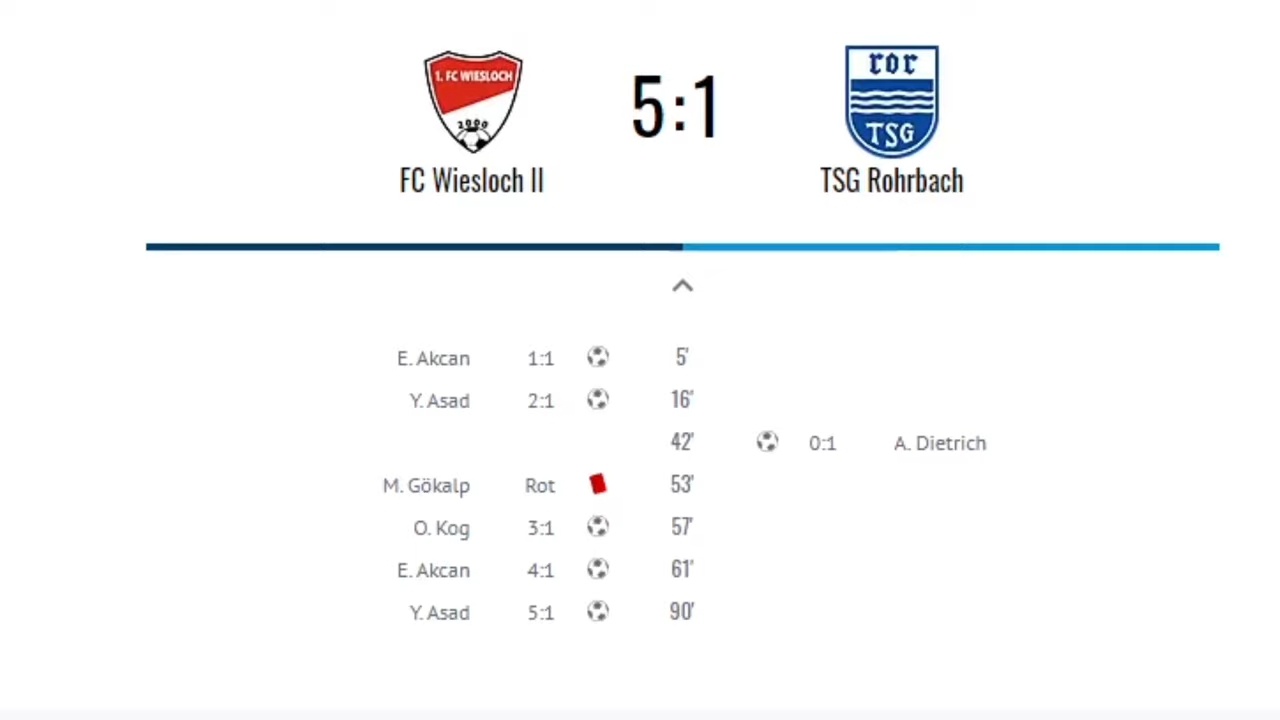 1. FC WIESLOCH
2000
5:1
ror
TSG
FC Wiesloch II
TSG Rohrbach
E. Akcan 1:1 5'
Y. Asad 2:1 16'
42' 0:1 A. Dietrich
M. Gökalp Rot 53'
O. Kog 3:1 57'
E. Akcan 4:1 61'
Y. Asad 5:1 90'